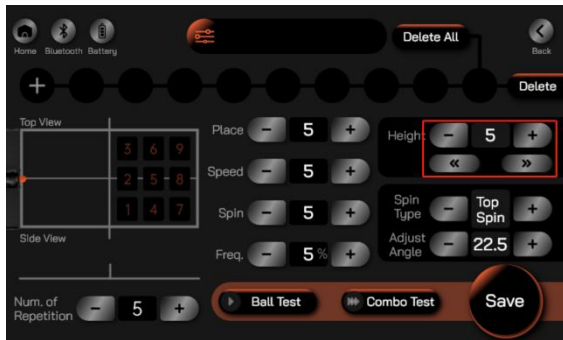 Home Bluetooth Battery
Delete All
Back
+
Delete
Top View
3 6 9
2 5 8
1 4 7
Side View
Place - 5 +
Speed - 5 +
Spin - 5 +
Freq. - 5 % +
Height - 5 +
« »
Spin Type - Top Spin +
Adjust Angle - 22.5 +
Num. of Repetition - 5 +
Ball Test
Combo Test
Save